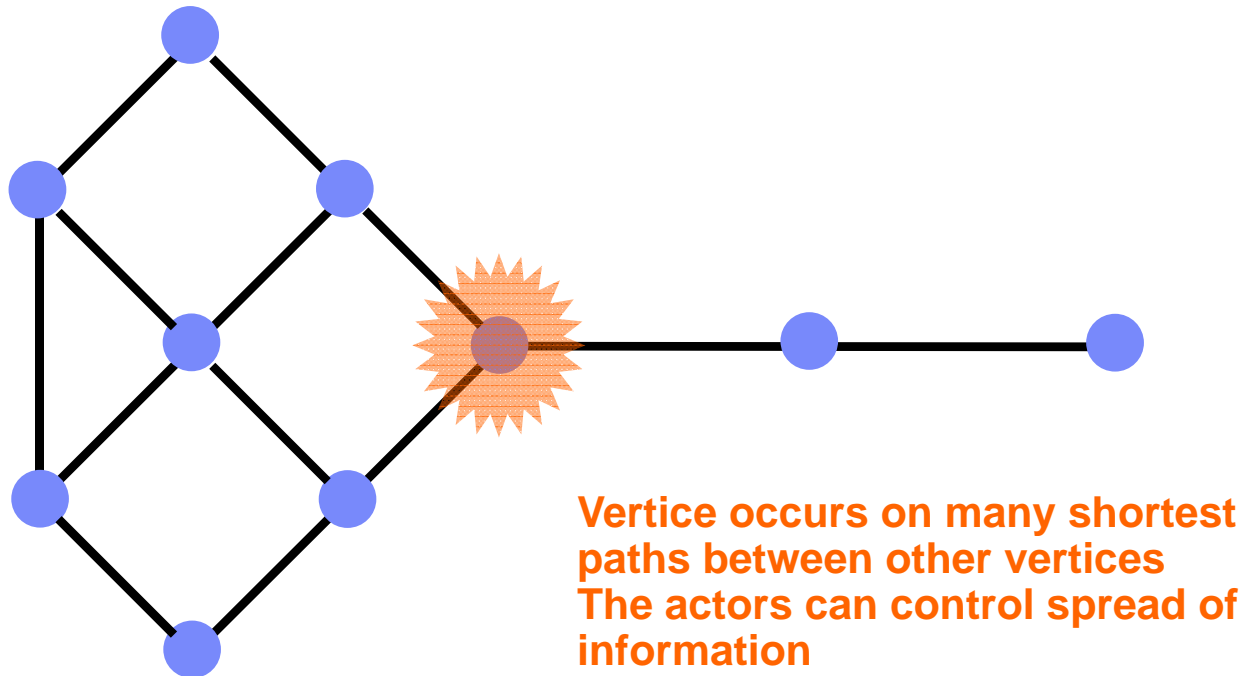 Vertice occurs on many shortest
paths between other vertices
The actors can control spread of
information